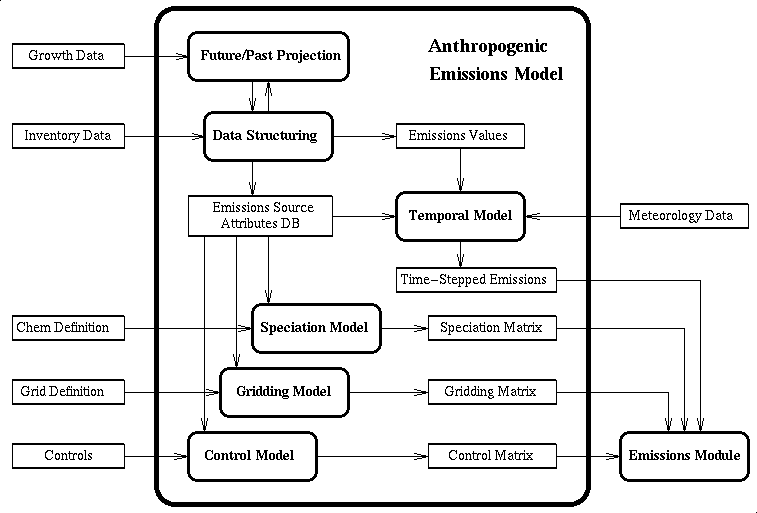 Anthropogenic
Emissions Model
Growth Data
Future/Past Projection
Inventory Data
Data Structuring
Emissions Values
Emissions Source
Attributes DB
Temporal Model
Meteorology Data
Time-Stepped Emissions
Chem Definition
Speciation Model
Speciation Matrix
Grid Definition
Gridding Model
Gridding Matrix
Controls
Control Model
Control Matrix
Emissions Module